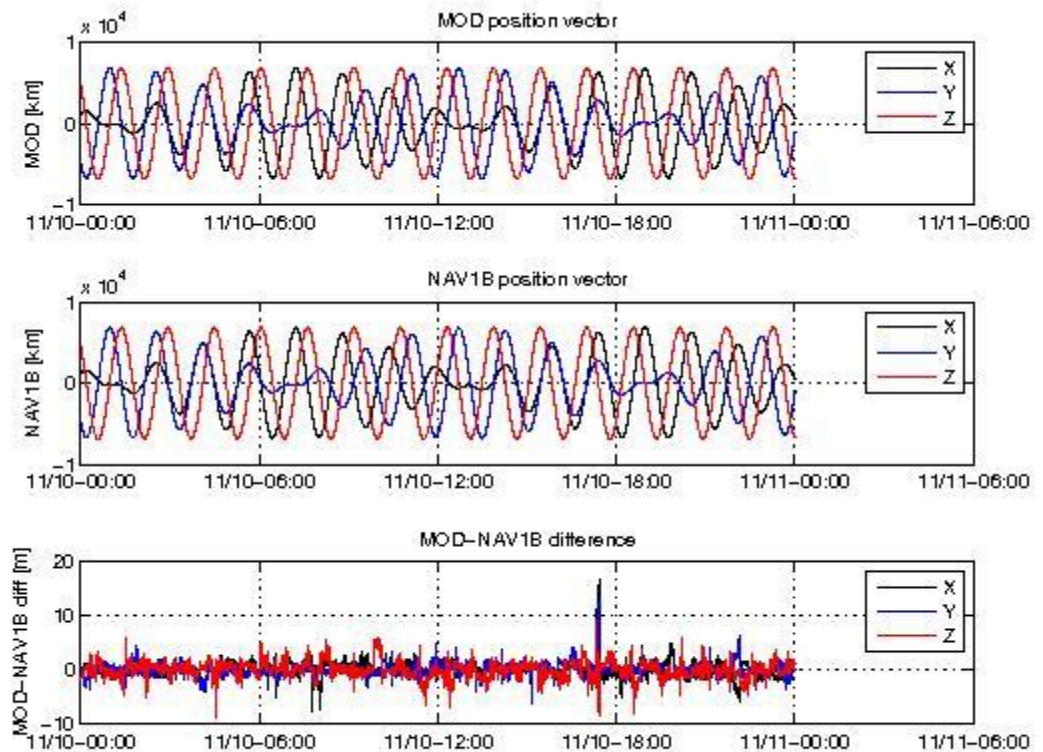 MOD position vector
x 10^4
1
X
Y
Z
MOD [km]
0
-1
11/10-00:00 11/10-06:00 11/10-12:00 11/10-18:00 11/11-00:00 11/11-06:00
NAV1B position vector
x 10^4
1
X
Y
Z
NAV1B [km]
0
-1
11/10-00:00 11/10-06:00 11/10-12:00 11/10-18:00 11/11-00:00 11/11-06:00
MOD-NAV1B difference
20
X
Y
Z
MOD-NAV1B diff [m]
10
0
-10
11/10-00:00 11/10-06:00 11/10-12:00 11/10-18:00 11/11-00:00 11/11-06:00